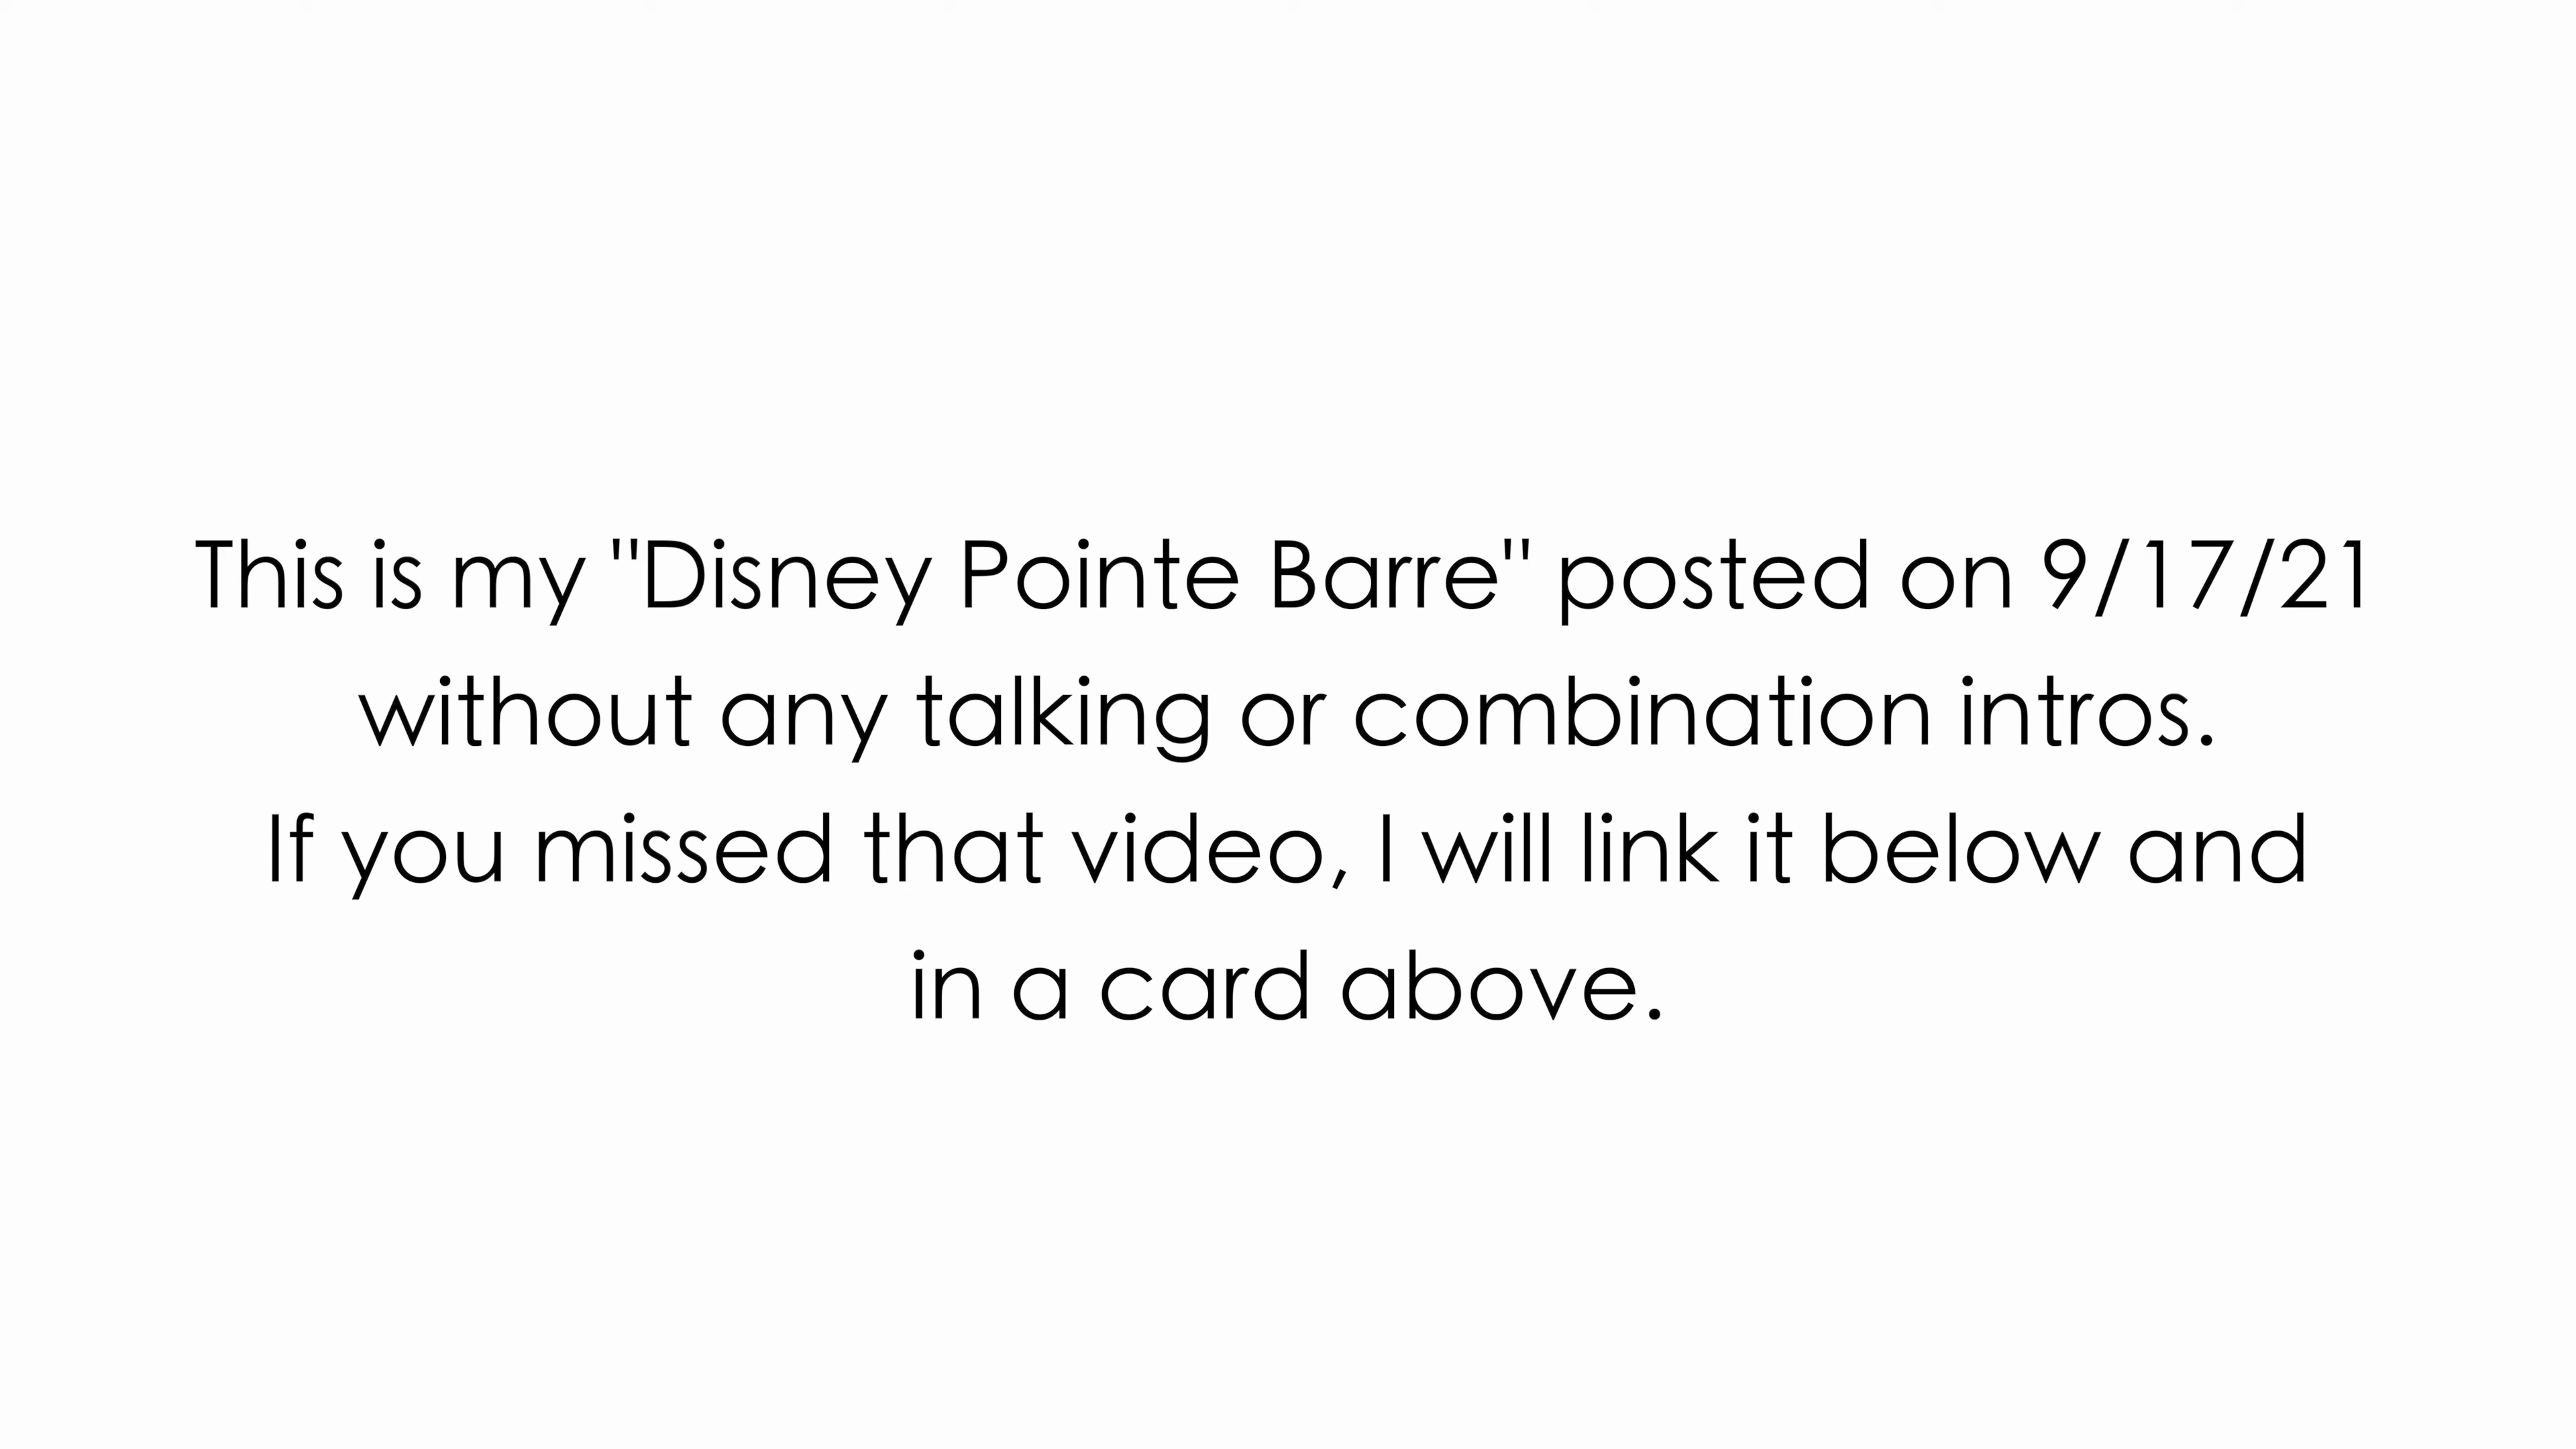 This is my "Disney Pointe Barre" posted on 9/17/21
without any talking or combination intros.
If you missed that video, I will link it below and
in a card above.